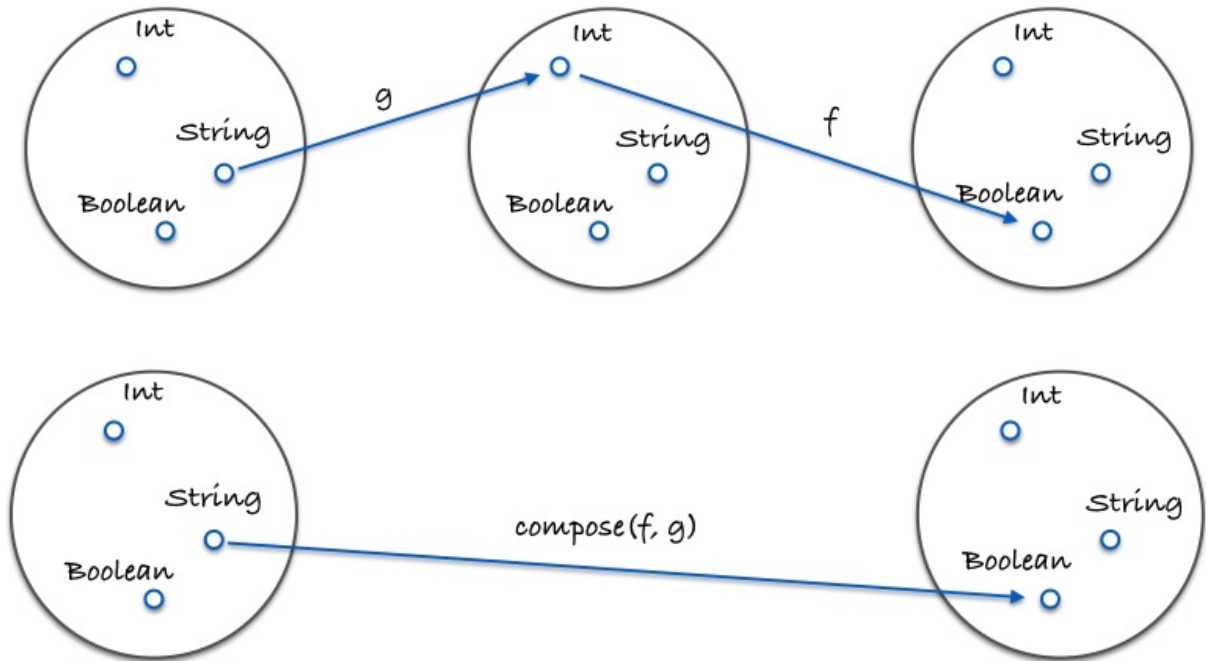 Int
Int
Int
g
f
String
String
String
Boolean
Boolean
Boolean
Int
Int
String
String
compose(f, g)
Boolean
Boolean